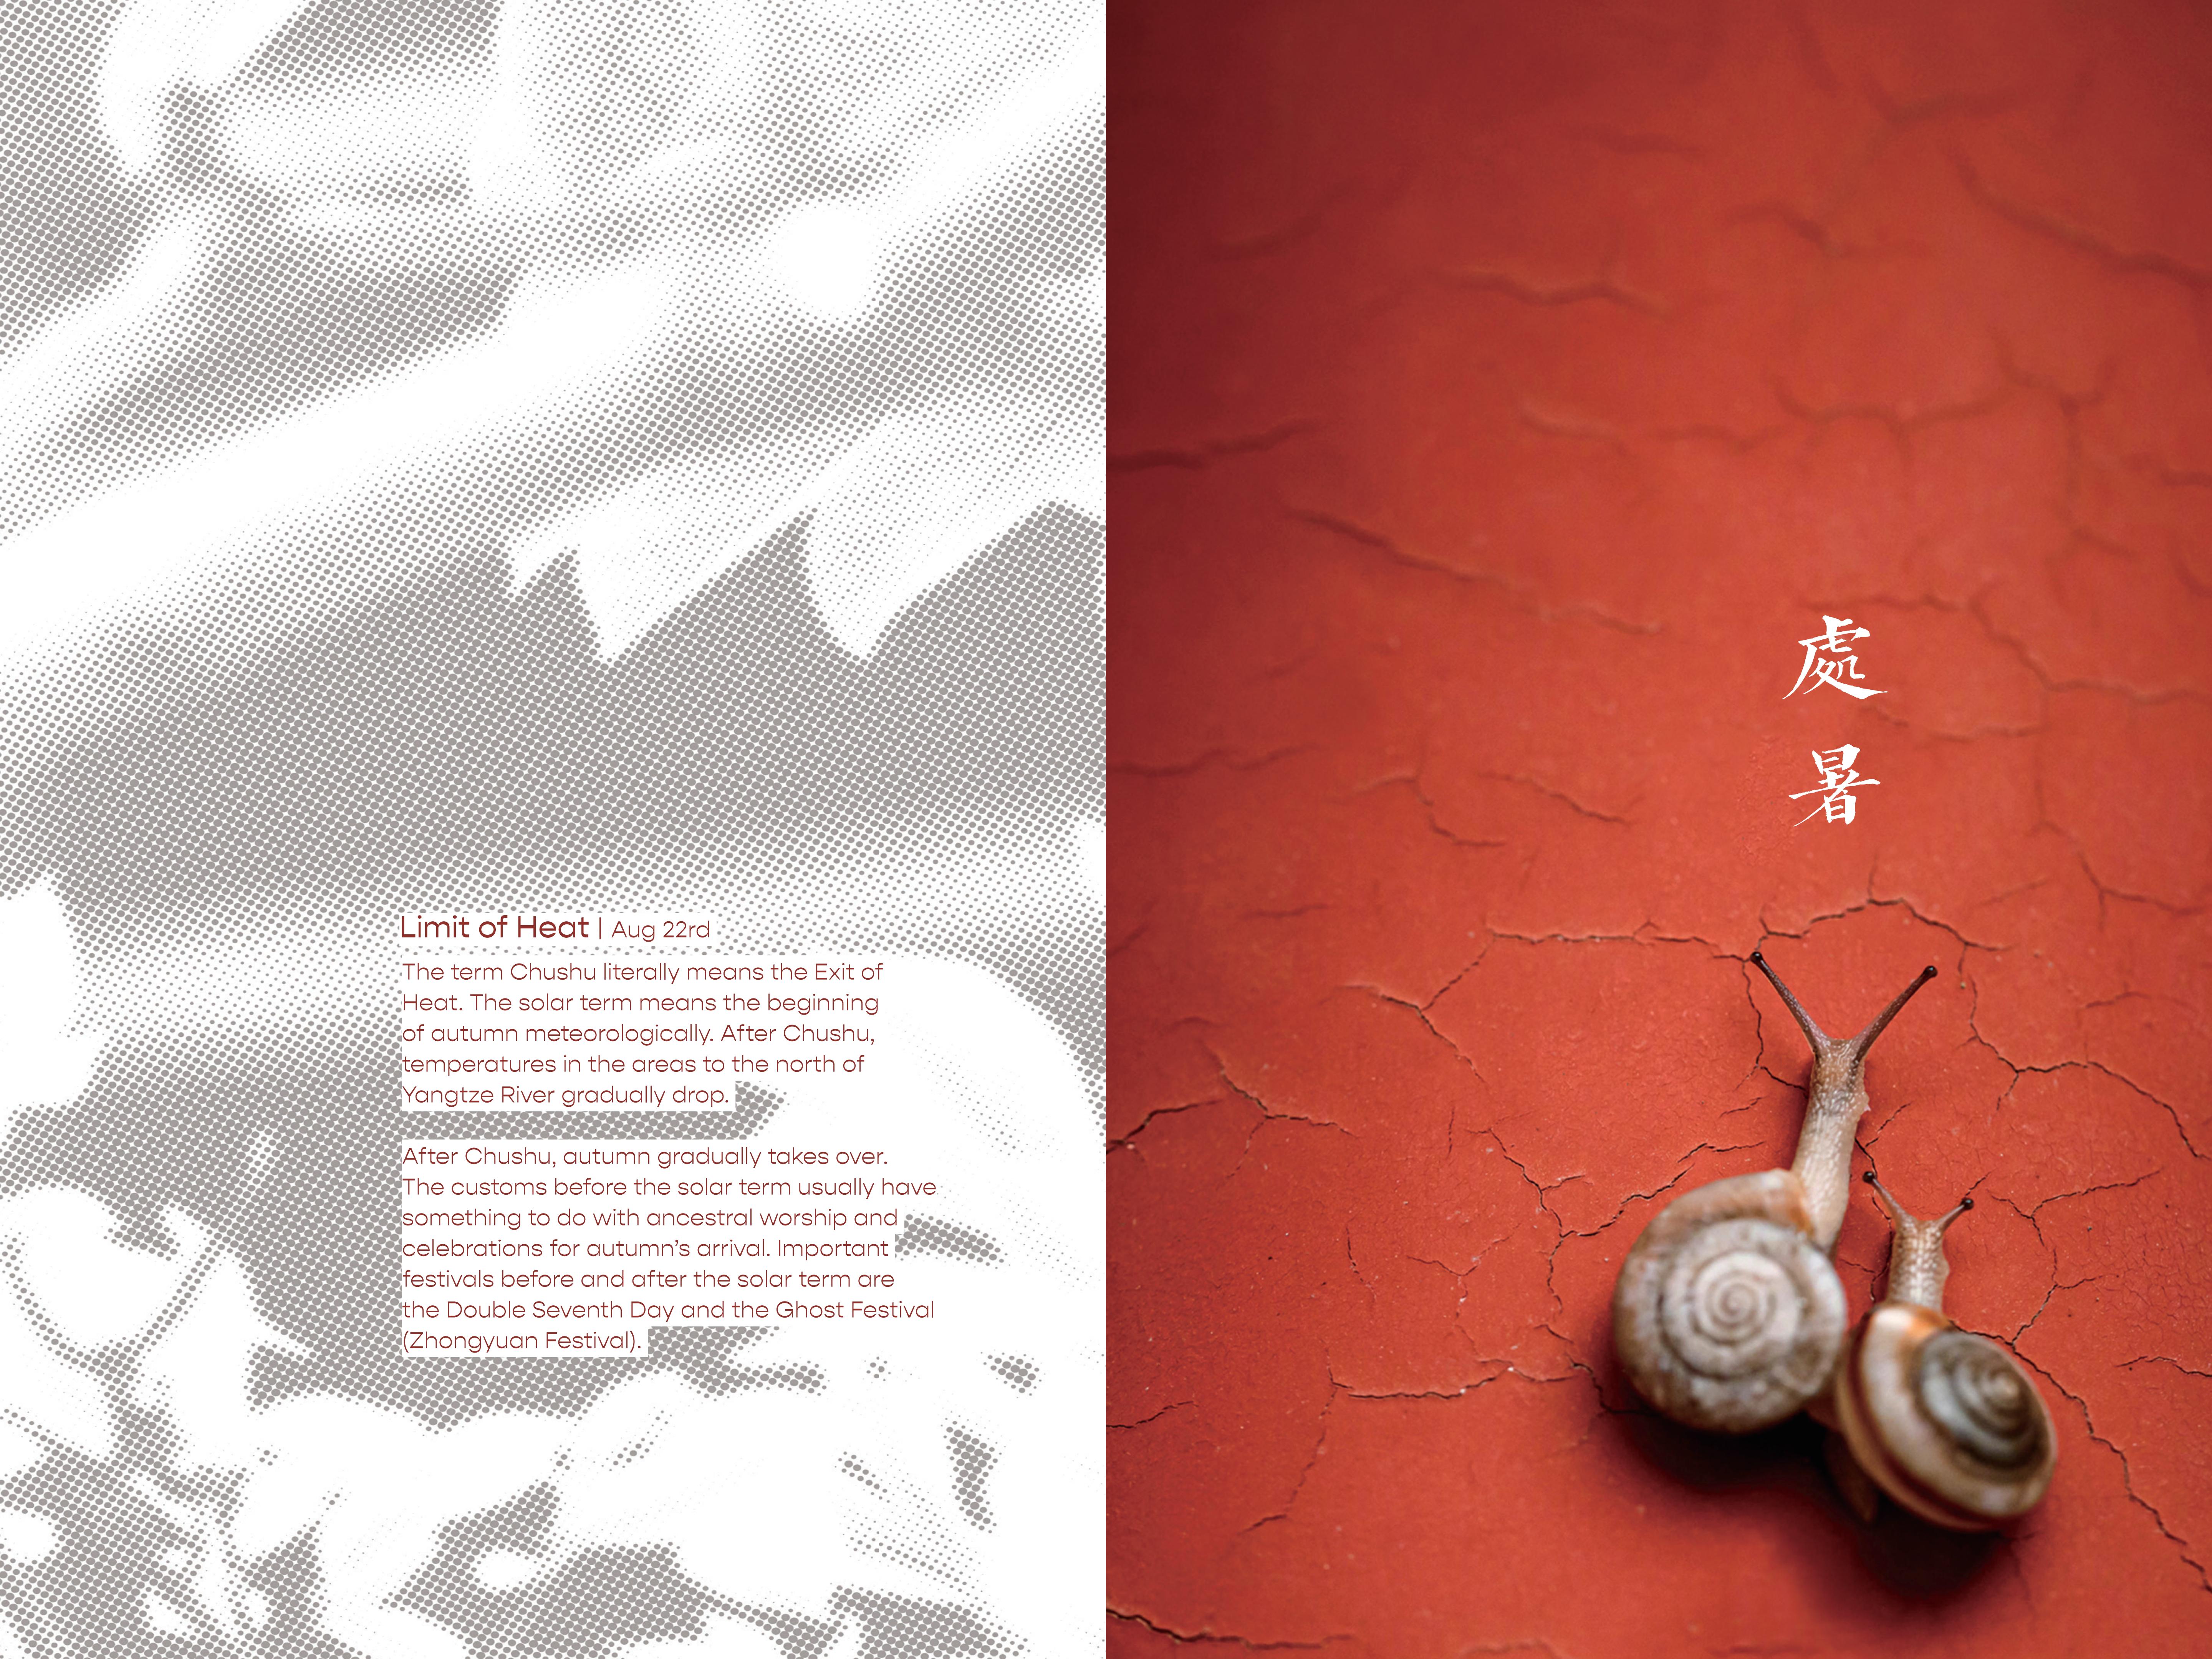 Limit of Heat | Aug 22rd
The term Chushu literally means the Exit of
Heat. The solar term means the beginning
of autumn meteorologically. After Chushu,
temperatures in the areas to the north of
Yangtze River gradually drop.
After Chushu, autumn gradually takes over.
The customs before the solar term usually have
something to do with ancestral worship and
celebrations for autumn’s arrival. Important
festivals before and after the solar term are
the Double Seventh Day and the Ghost Festival
(Zhongyuan Festival).
處
暑